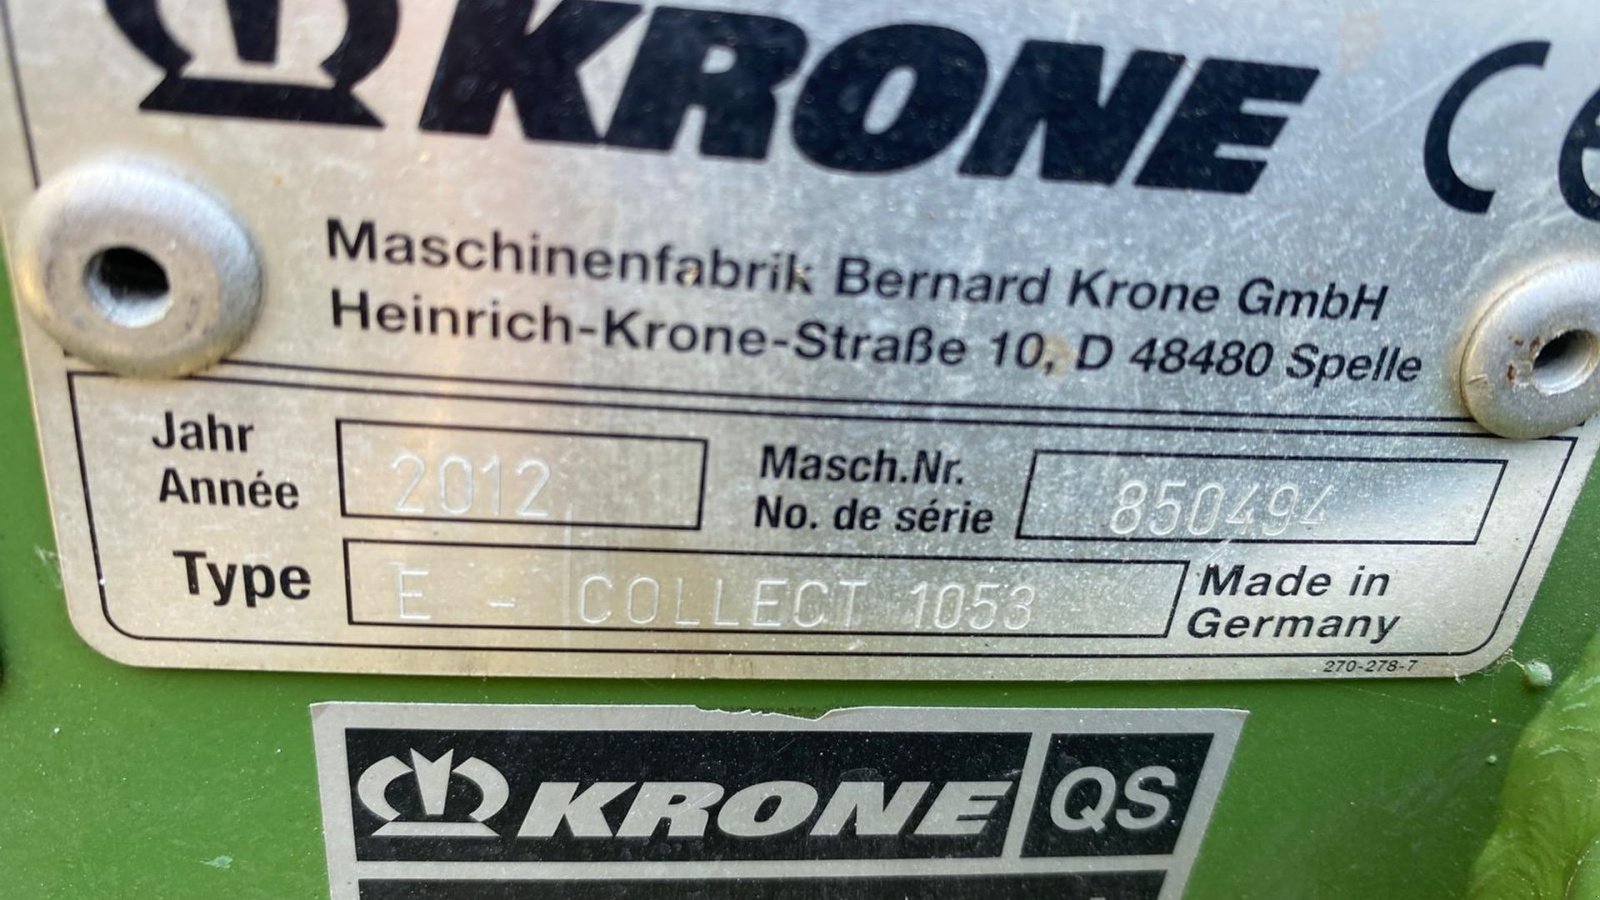 KRONE CE
Maschinenfabrik Bernard Krone GmbH
Heinrich-Krone-Straße 10, D 48480 Spelle
Jahr
Année
2012
Masch.Nr.
No. de série
850494
Type
E - COLLECT 1053
Made in
Germany
270-278-7
KRONE QS